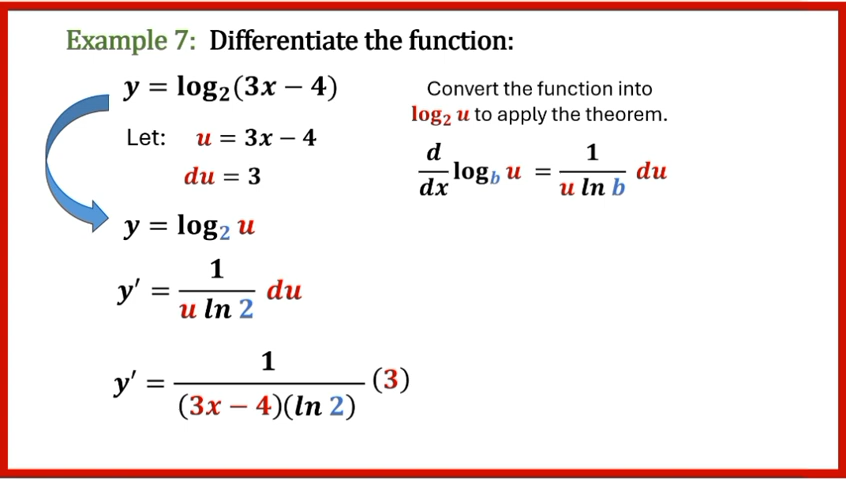 Example 7: Differentiate the function:
y = log₂(3x − 4)
Let: u = 3x − 4
du = 3
y = log₂ u
y′ = 1/(u ln 2) du
y′ = 1/((3x − 4)(ln 2)) (3)
Convert the function into
log₂ u to apply the theorem.
d/dx log_b u = 1/(u ln b) du